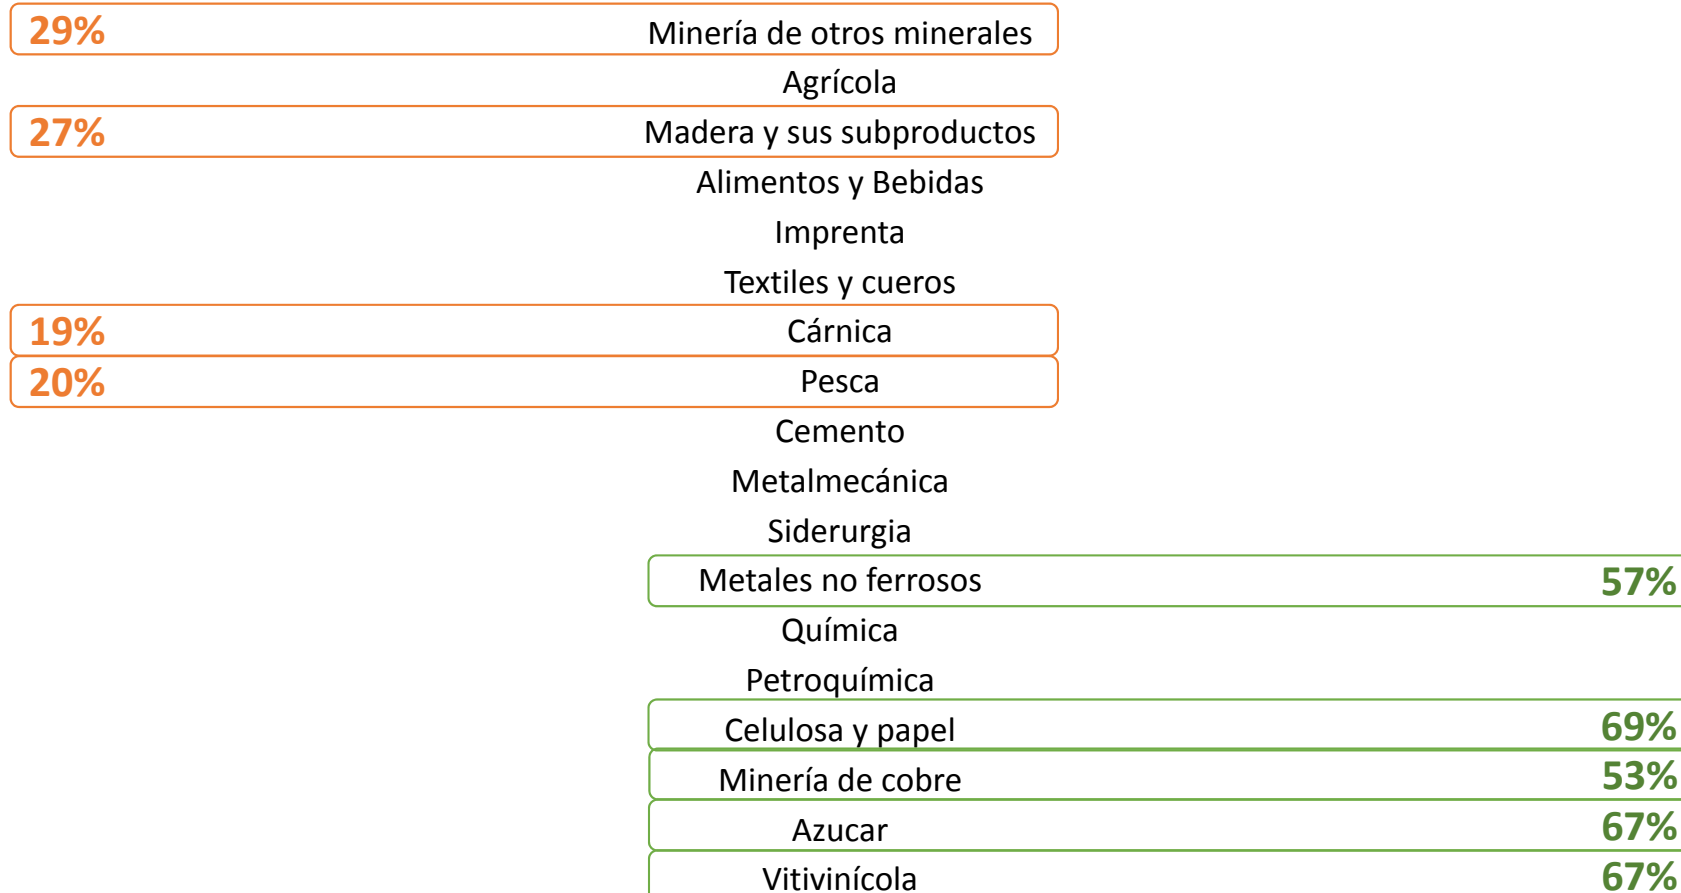 29% Minería de otros minerales
Agrícola
27% Madera y sus subproductos
Alimentos y Bebidas
Imprenta
Textiles y cueros
19% Cárnica
20% Pesca
Cemento
Metalmecánica
Siderurgia
Metales no ferrosos 57%
Química
Petroquímica
Celulosa y papel 69%
Minería de cobre 53%
Azucar 67%
Vitivinícola 67%